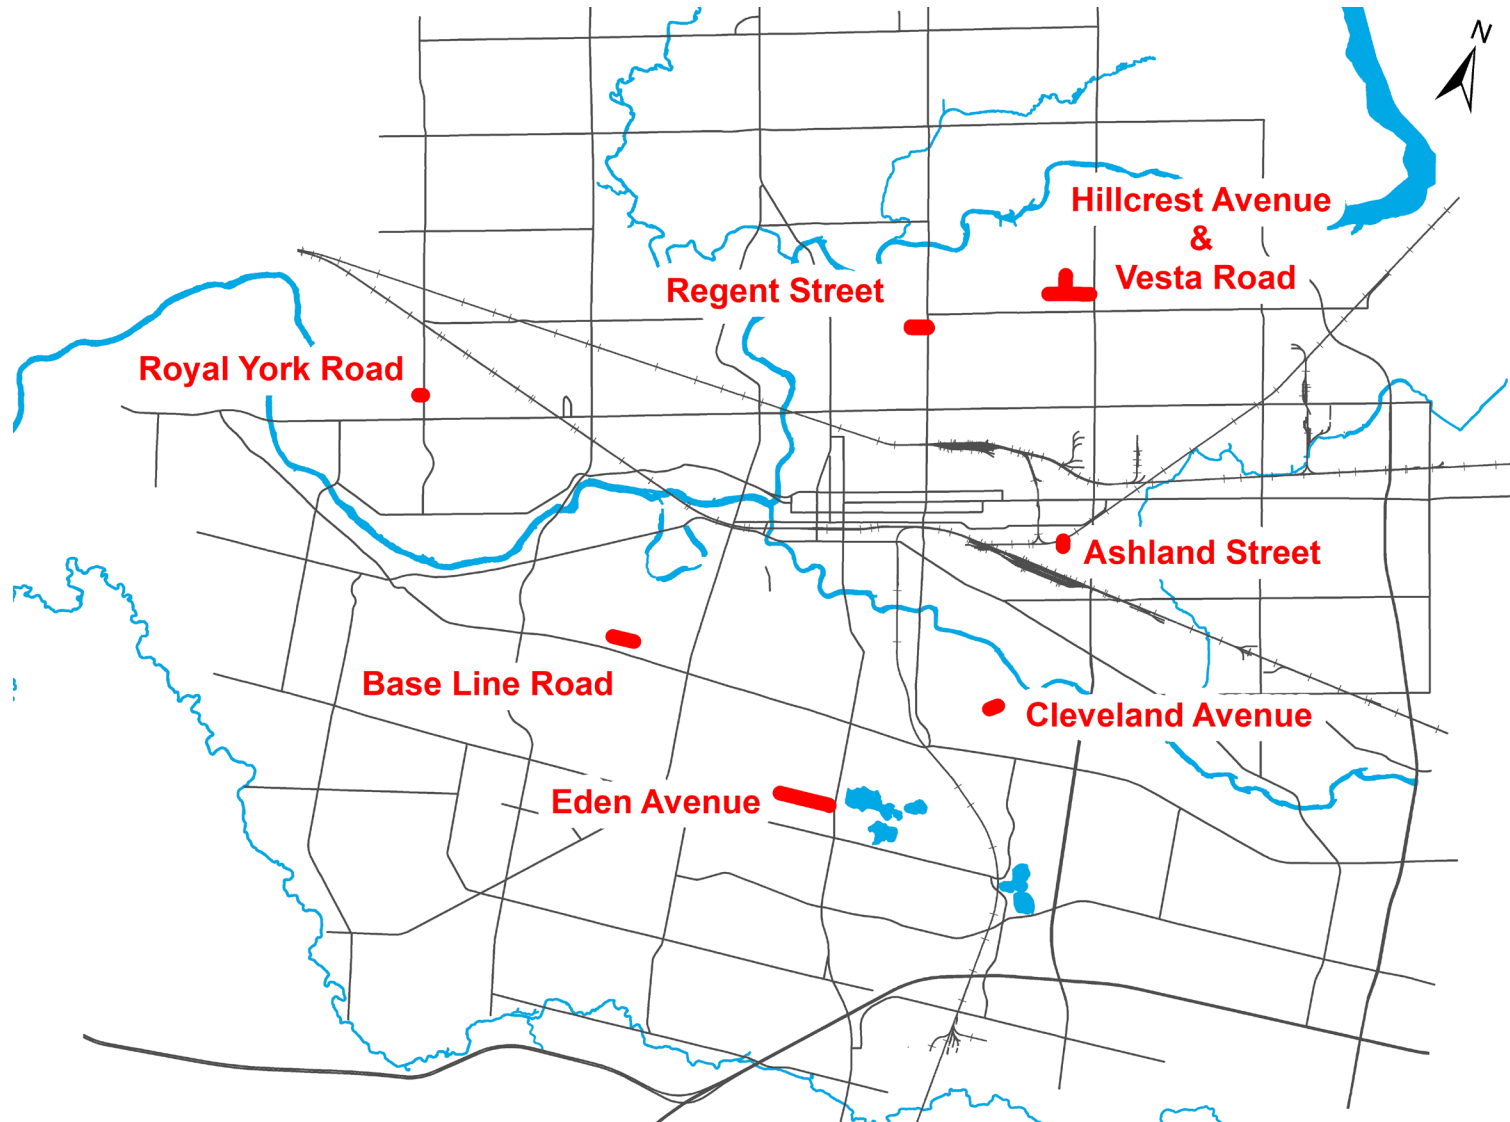 N
Hillcrest Avenue
&
Vesta Road
Regent Street
Royal York Road
Ashland Street
Base Line Road
Cleveland Avenue
Eden Avenue